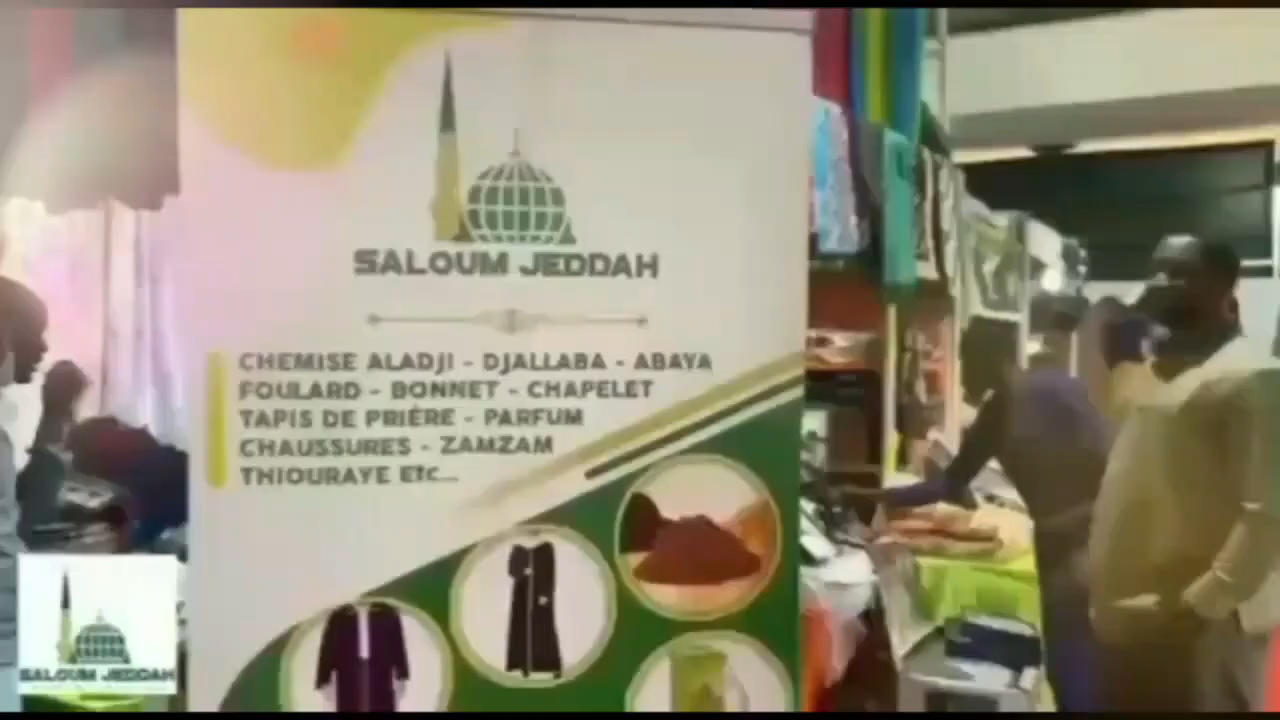 SALOUM JEDDAH
CHEMISE ALADJI - DJALLABA - ABAYA
FOULARD - BONNET - CHAPELET
TAPIS DE PRIÈRE - PARFUM
CHAUSSURES - ZAMZAM
THIOURAYE Etc...
SALOUM JEDDAH